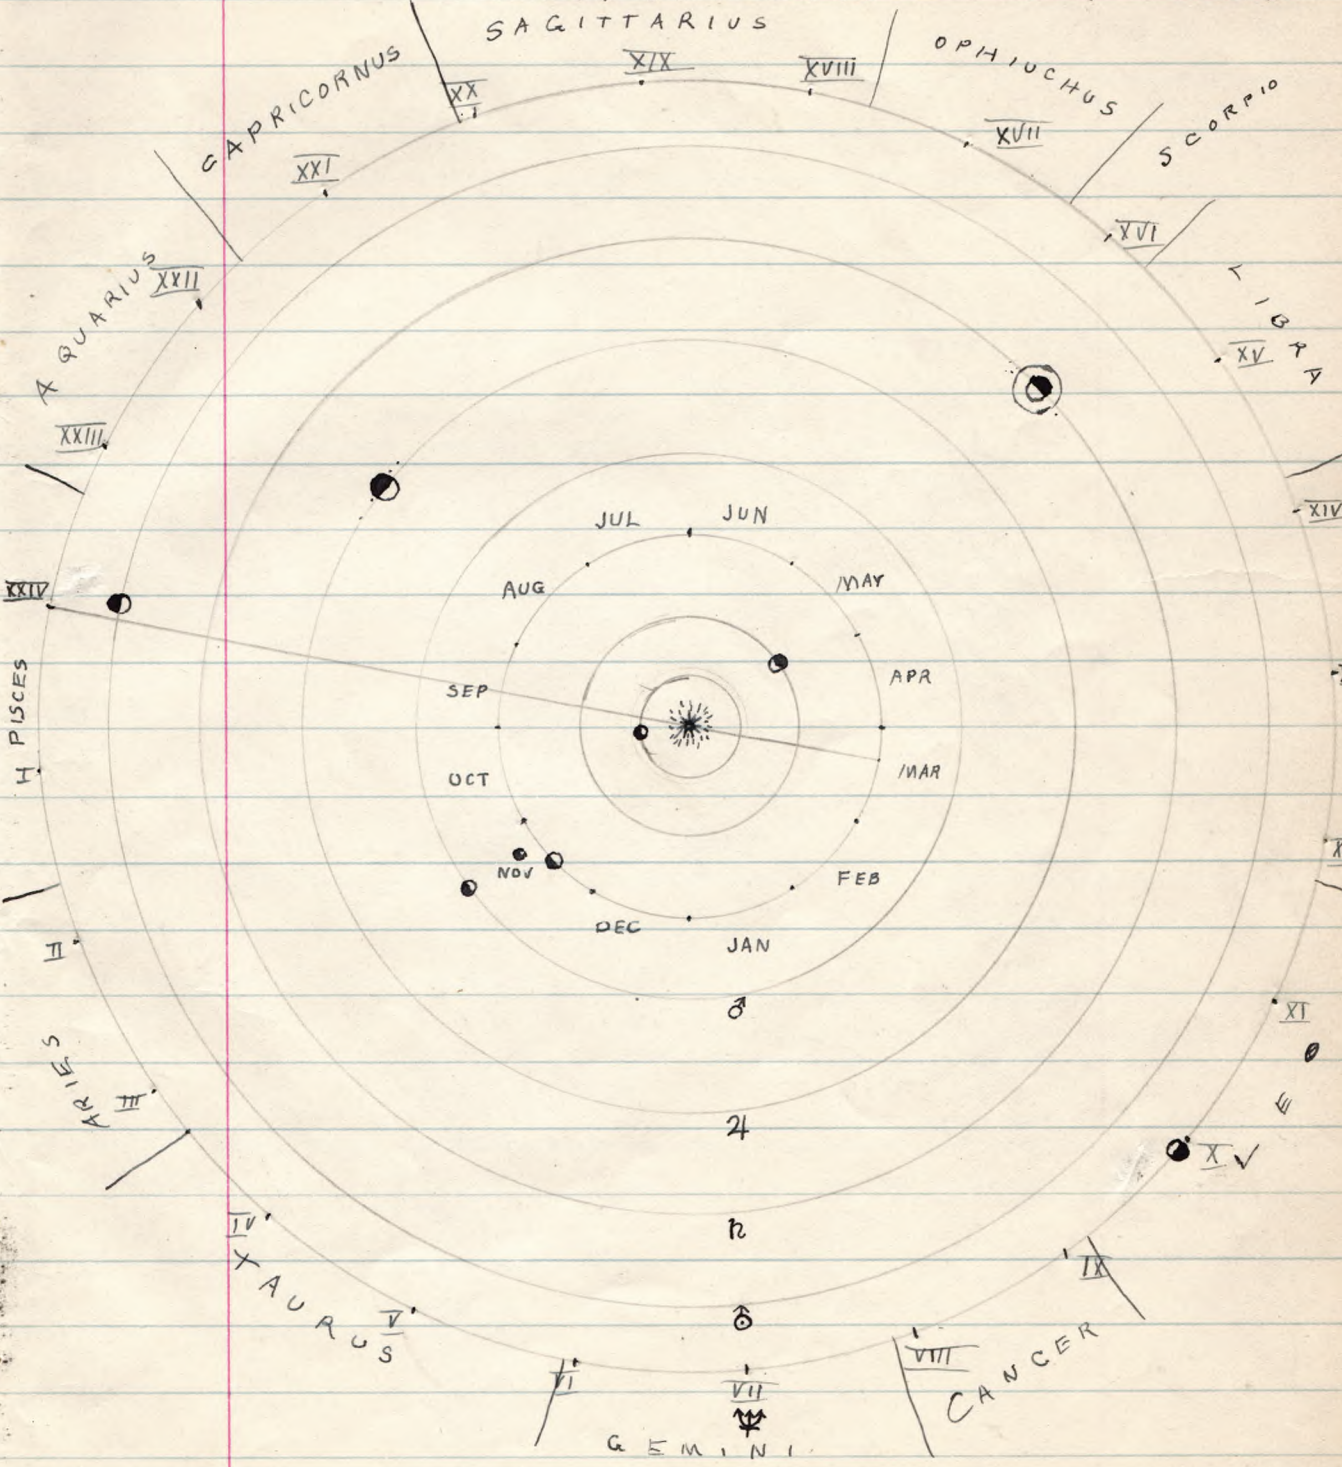 SAGITTARIUS
OPHIUCHUS
SCORPIO
CAPRICORNUS
XX
XIX
XVIII
XVII
XXI
XVI
LIBRA
AQUARIUS
XXII
XV
XXIII
XIV
JUL
JUN
XXIV
AUG
MAY
PISCES
SEP
APR
H
OCT
MAR
NOV
FEB
DEC
JAN
II
♂
XI
ARIES
III
♃
X ✓
IV
TAURUS
♄
IX
V
⛢
VIII
CANCER
VI
VII
♆
GEMINI